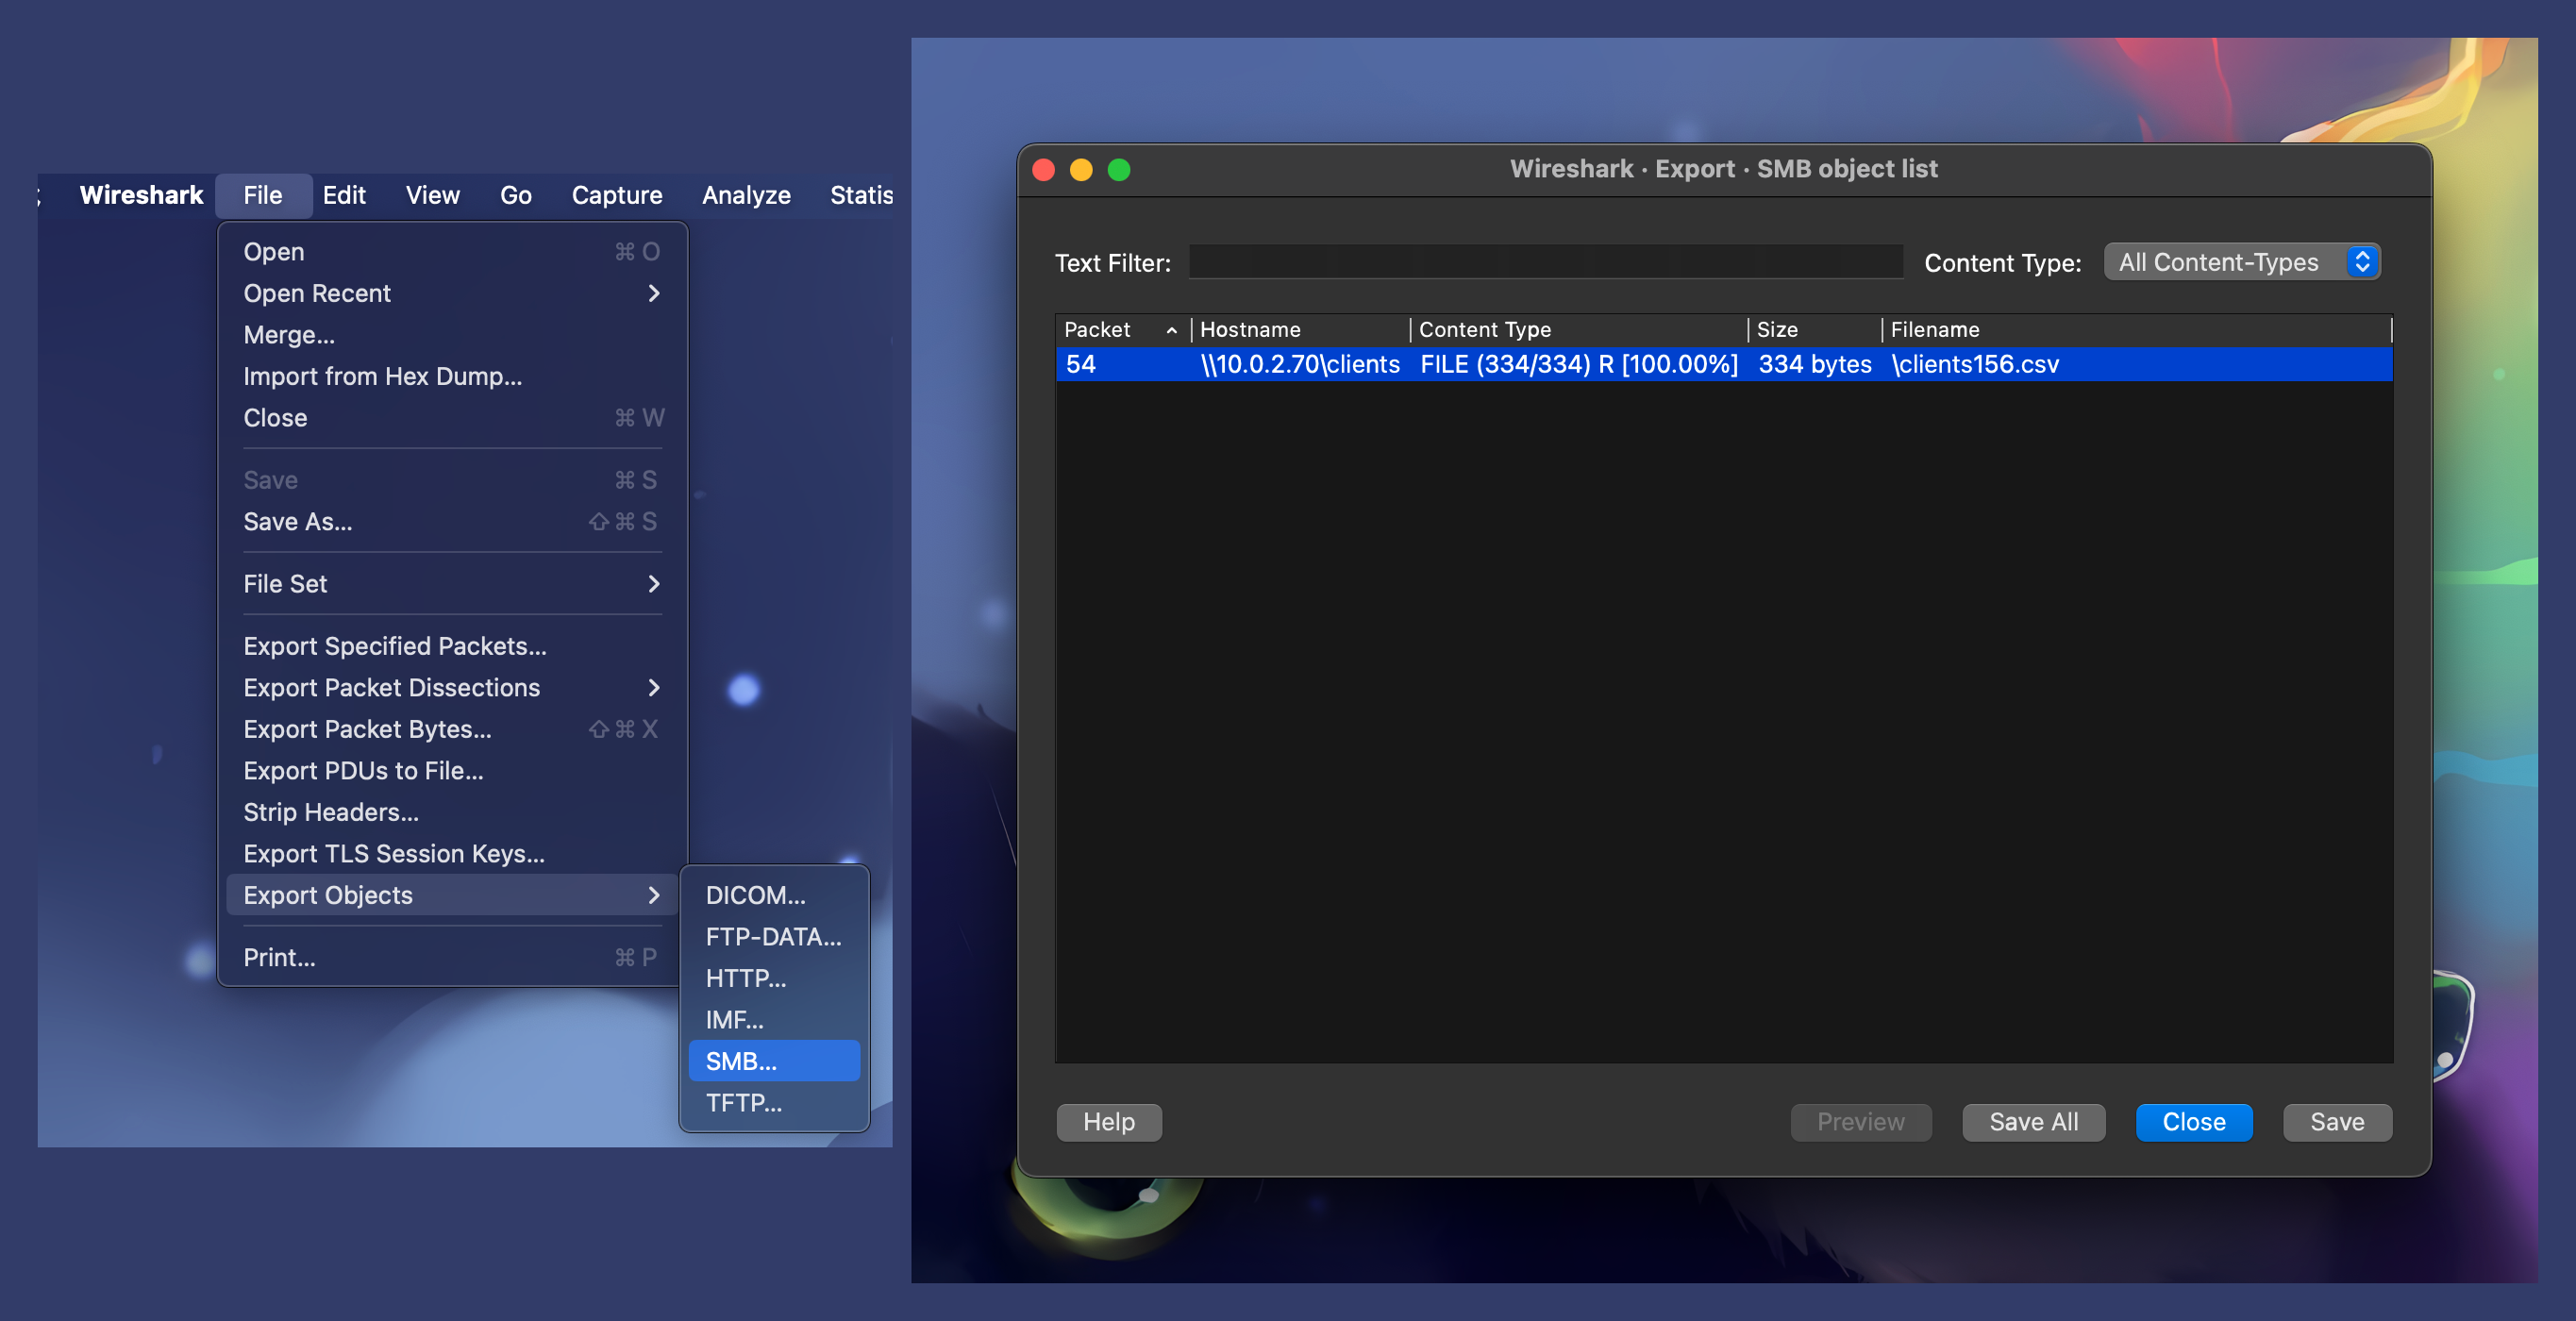 Wireshark File Edit View Go Capture Analyze Statis
Open ⌘ O
Open Recent
Merge...
Import from Hex Dump...
Close ⌘ W
Save ⌘ S
Save As... ⇧ ⌘ S
File Set
Export Specified Packets...
Export Packet Dissections
Export Packet Bytes... ⇧ ⌘ X
Export PDUs to File...
Strip Headers...
Export TLS Session Keys...
Export Objects
Print... ⌘ P
DICOM...
FTP-DATA...
HTTP...
IMF...
SMB...
TFTP...
Wireshark · Export · SMB object list
Text Filter: Content Type: All Content-Types
Packet Hostname Content Type Size Filename
54 \\10.0.2.70\clients FILE (334/334) R [100.00%] 334 bytes \clients156.csv
Help Preview Save All Close Save